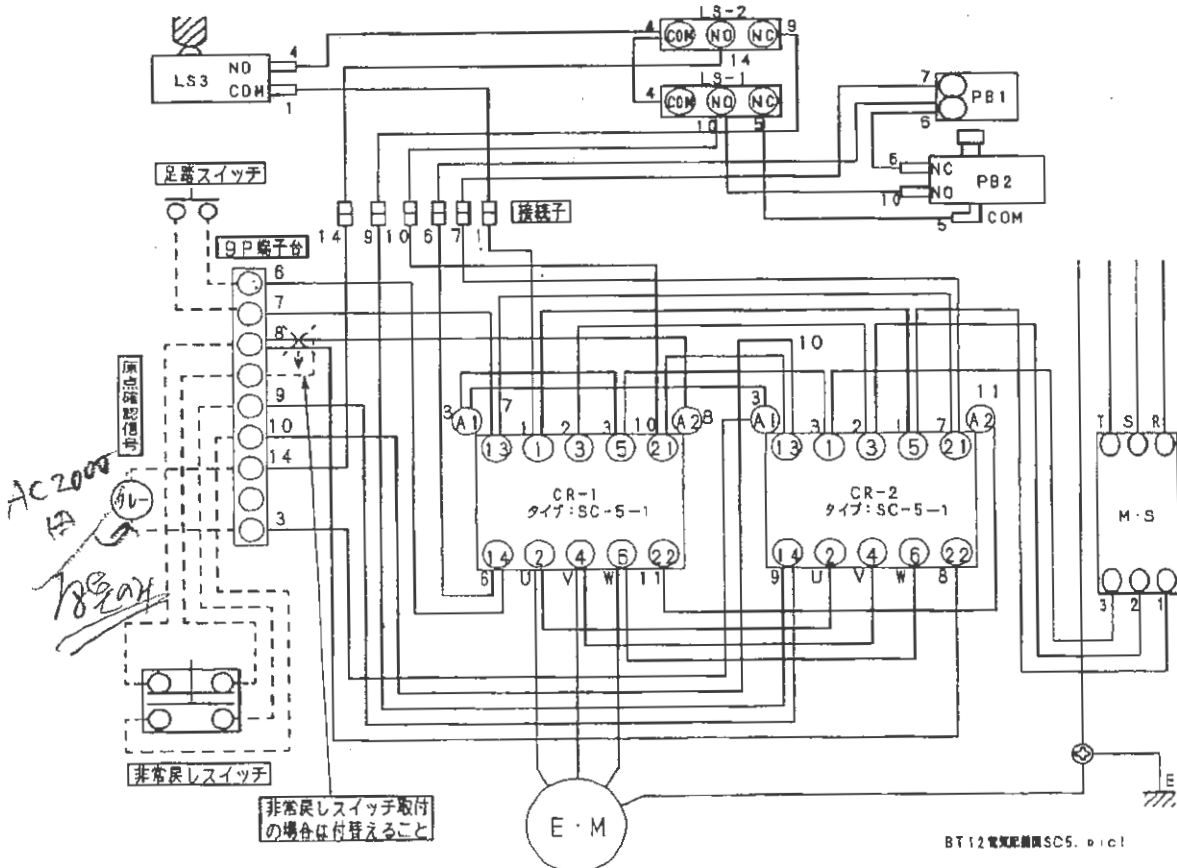 LS-2
4 COM NO NC 9
14
LS3 NO 4
COM 1
LS-1
4 COM NO NC
10 5
7 PB1
6
6 NC PB2
10 NO
5 COM
足踏スイッチ
接続子
14 9 10 6 7 1
9P端子台
6
7
8
9
10
14
3
原点確認信号
AC200
10
3 A1 7 1 2 3 10 A2 8
13 1 3 5 21
CR-1
タイプ:SC-5-1
14 2 4 6 22
6 U V W 11
3 A1 3 2 1 7 A2 11
13 1 3 5 21
CR-2
タイプ:SC-5-1
14 2 4 6 22
9 U V W 8
T S R
M・S
3 2 1
非常戻しスイッチ
非常戻しスイッチ取付
の場合は付替えること
E・M
E
BT12電気配線図SC5.pict